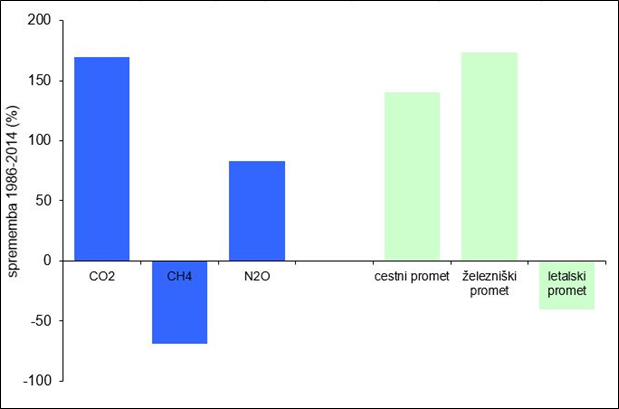 200
150
100
50
0
-50
-100
sprememba 1986-2014 (%)
CO2
CH4
N2O
cestni promet
železniški
promet
letalski
promet